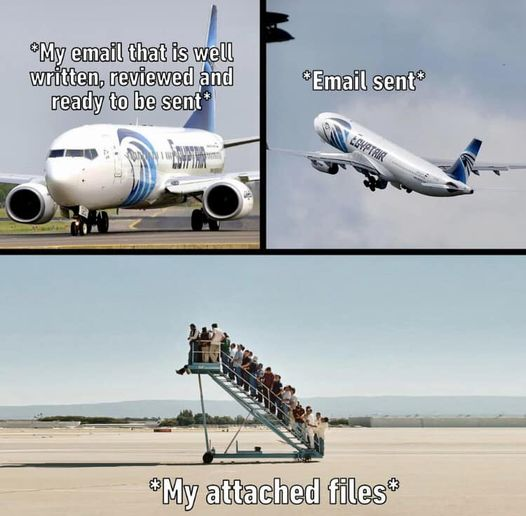 *My email that is well
written, reviewed and
ready to be sent*
EGYPTAIR
*Email sent*
EGYPTAIR
*My attached files*